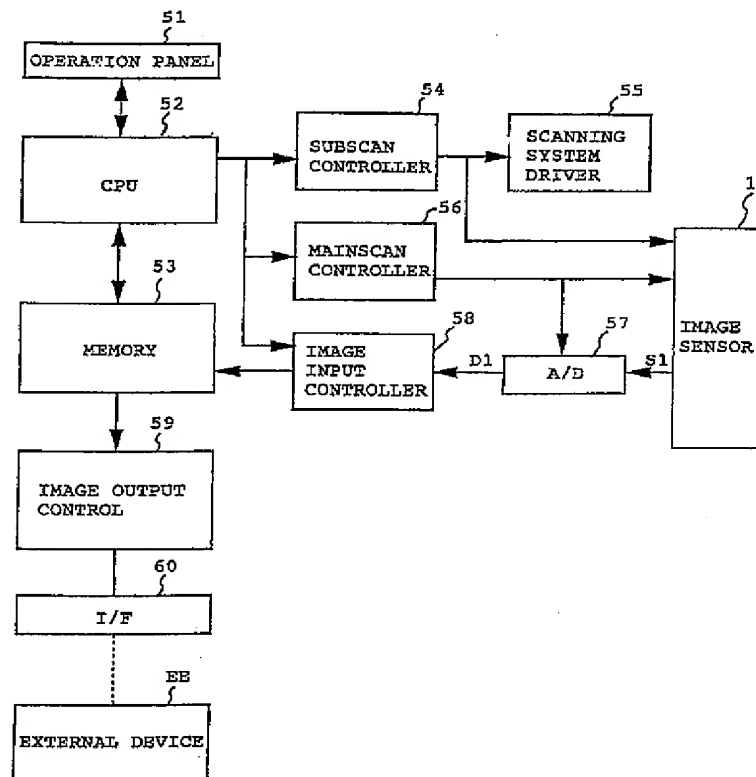 51
OPERATION PANEL
52
CPU
54
SUBSCAN
CONTROLLER
55
SCANNING
SYSTEM
DRIVER
56
MAINSCAN
CONTROLLER
1
IMAGE
SENSOR
53
MEMORY
58
IMAGE
INPUT
CONTROLLER
D1
57
A/D
S1
59
IMAGE OUTPUT
CONTROL
60
I/F
EE
EXTERNAL DEVICE